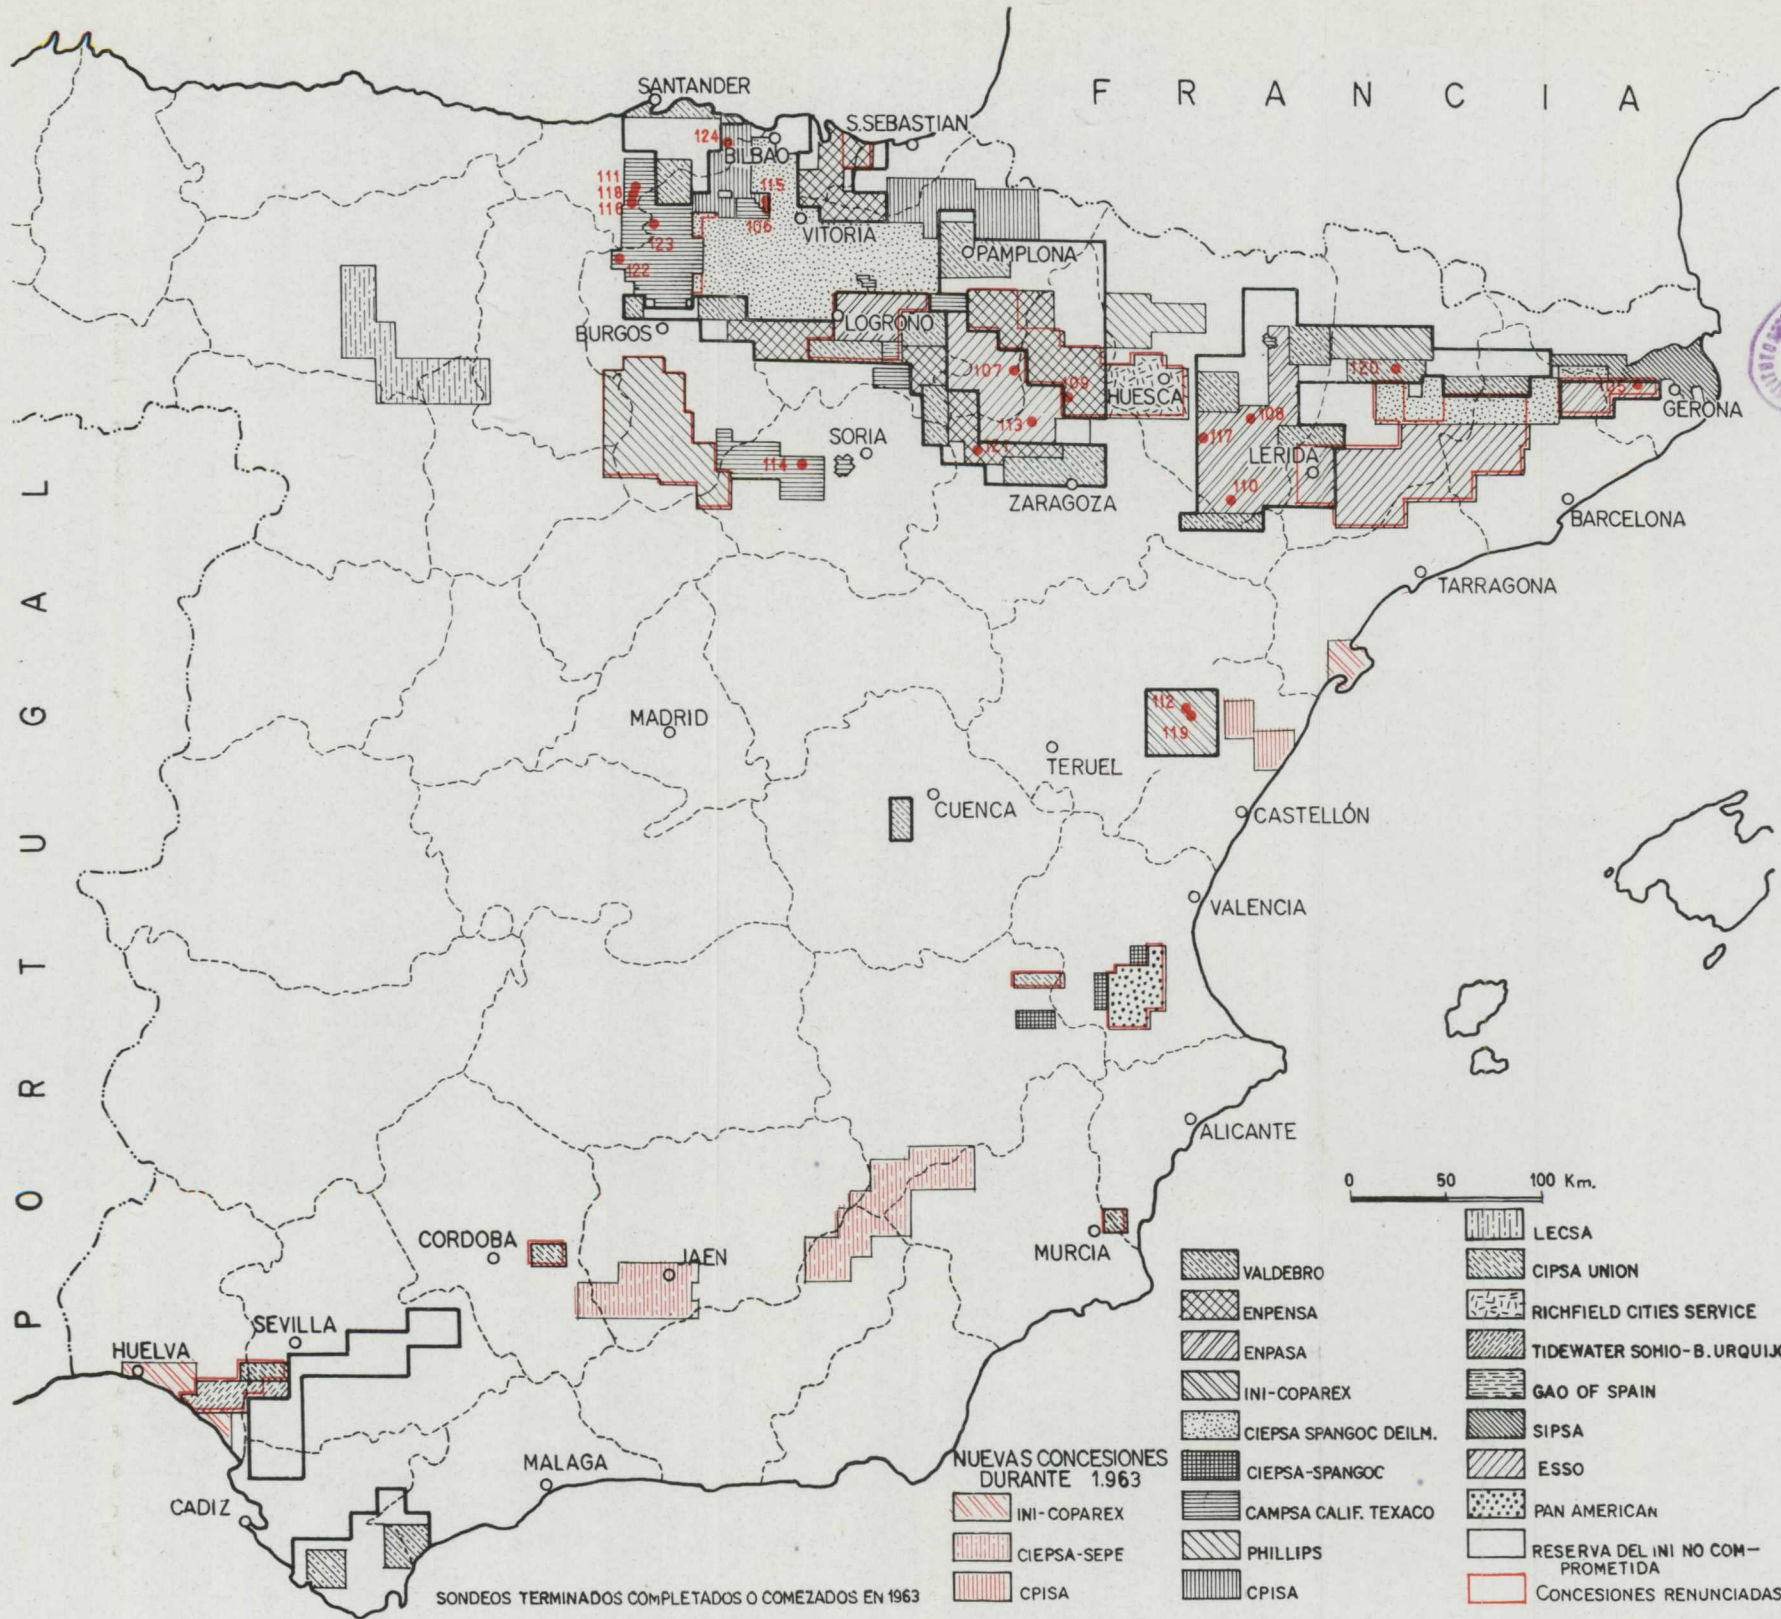 F R A N C I A
SANTANDER
S.SEBASTIAN
124
BILBAO
111
118
116
115
106
VITORIA
123
122
PAMPLONA
BURGOS
LOGROÑO
107
109
HUESCA
120
105
GERONA
108
113
117
SORIA
114
121
LERIDA
110
ZARAGOZA
BARCELONA
TARRAGONA
P O R T U G A L
MADRID
112
119
TERUEL
CUENCA
CASTELLÓN
VALENCIA
ALICANTE
0 50 100 Km.
CORDOBA
JAEN
MURCIA
SEVILLA
HUELVA
MALAGA
CADIZ
NUEVAS CONCESIONES
DURANTE 1.963
INI-COPAREX
CIEPSA-SEPE
CPISA
VALDEBRO
ENPENSA
ENPASA
INI-COPAREX
CIEPSA SPANGOC DEILM.
CIEPSA-SPANGOC
CAMPSA CALIF. TEXACO
PHILLIPS
CPISA
LECSA
CIPSA UNION
RICHFIELD CITIES SERVICE
TIDEWATER SOHIO-B.URQUIJO
GAO OF SPAIN
SIPSA
ESSO
PAN AMERICAN
RESERVA DEL INI NO COM-
PROMETIDA
CONCESIONES RENUNCIADAS
SONDEOS TERMINADOS COMPLETADOS O COMEZADOS EN 1963